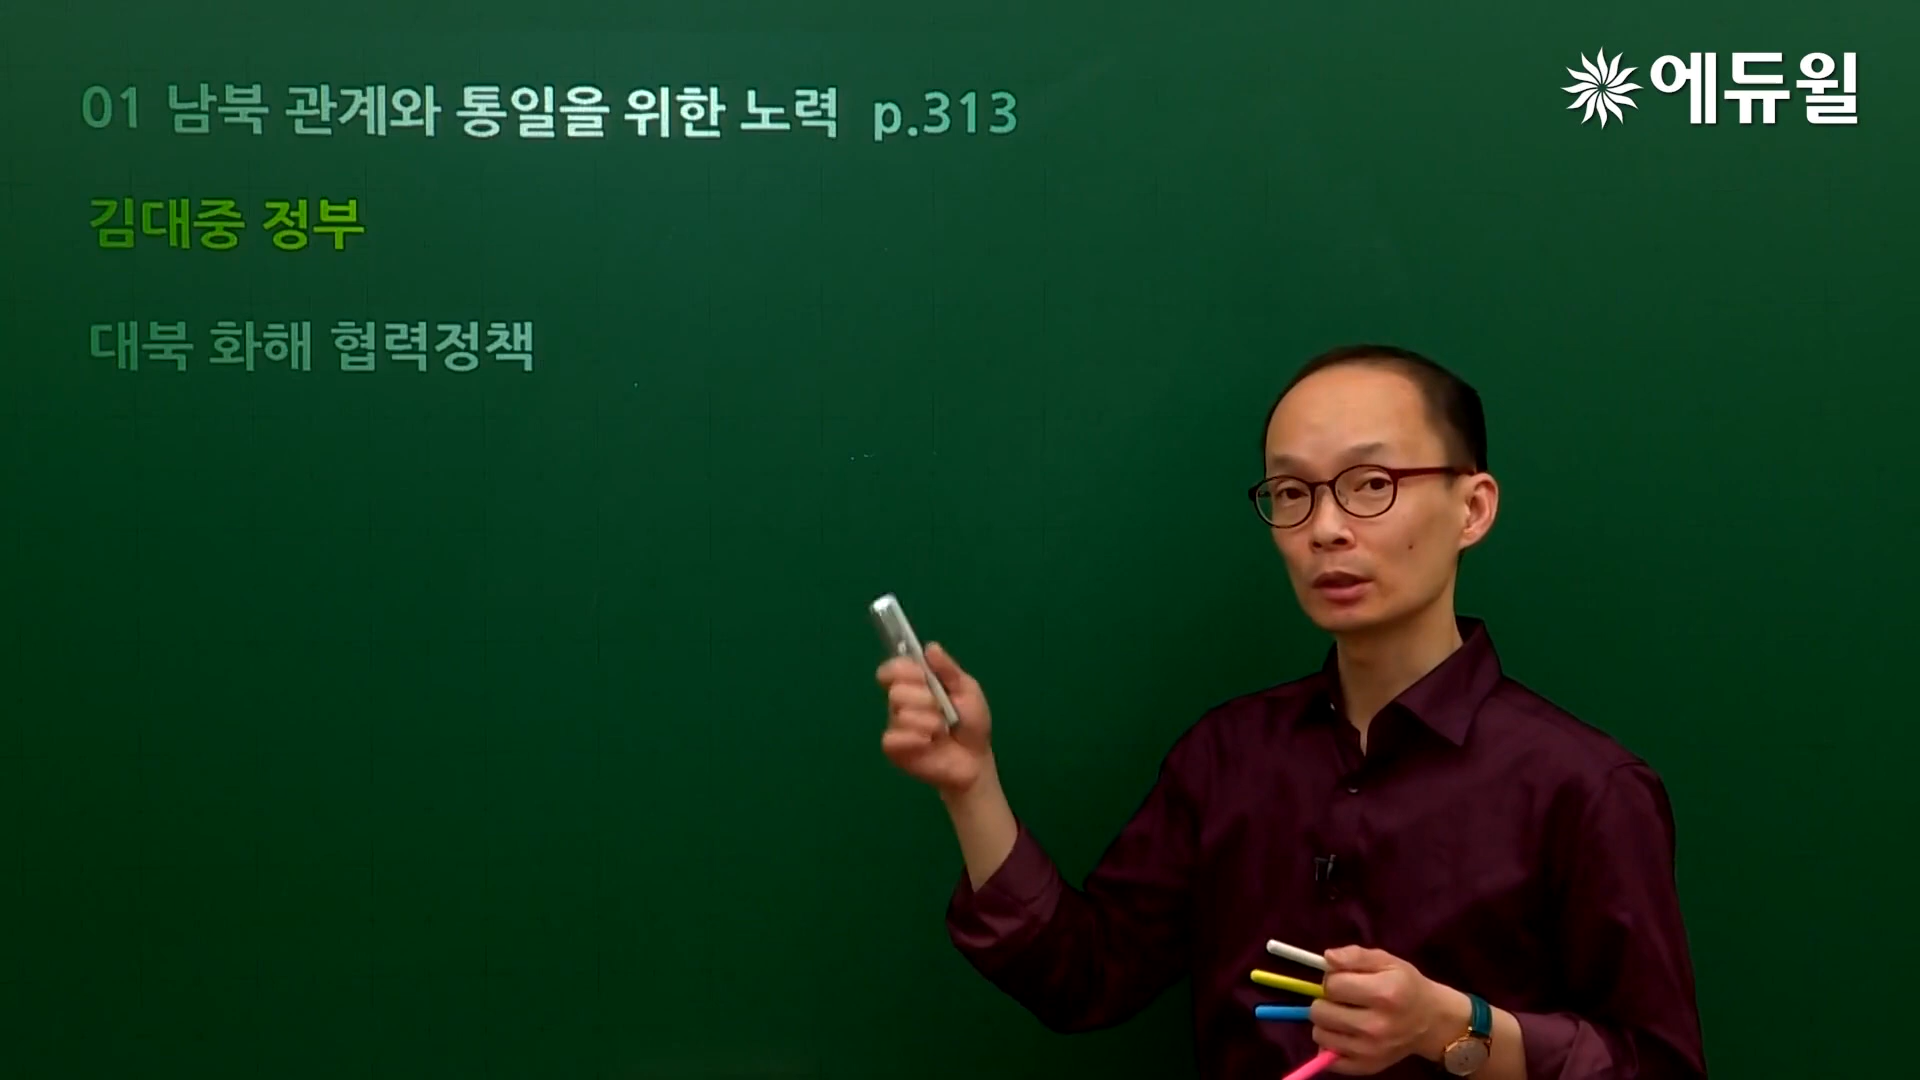 01 남북 관계와 통일을 위한 노력 p.313
에듀윌
김대중 정부
대북 화해 협력정책